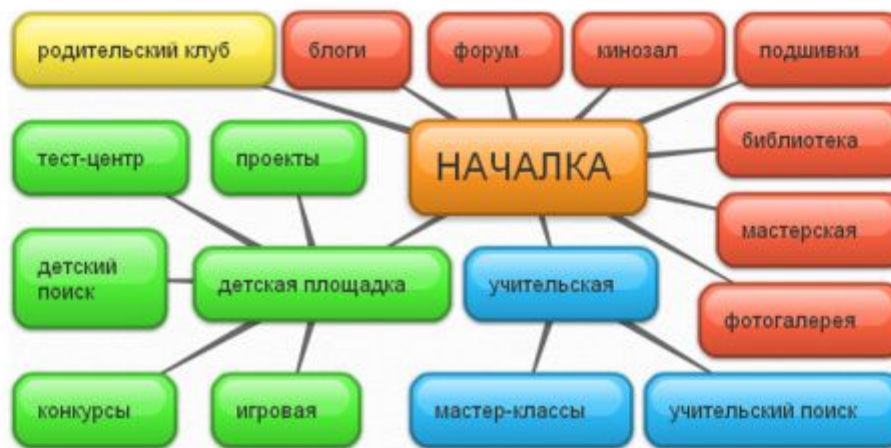 родительский клуб
блоги
форум
кинозал
подшивки
библиотека
НАЧАЛКА
тест-центр
проекты
мастерская
детский
поиск
детская площадка
учительская
фотогалерея
конкурсы
игровая
мастер-классы
учительский поиск